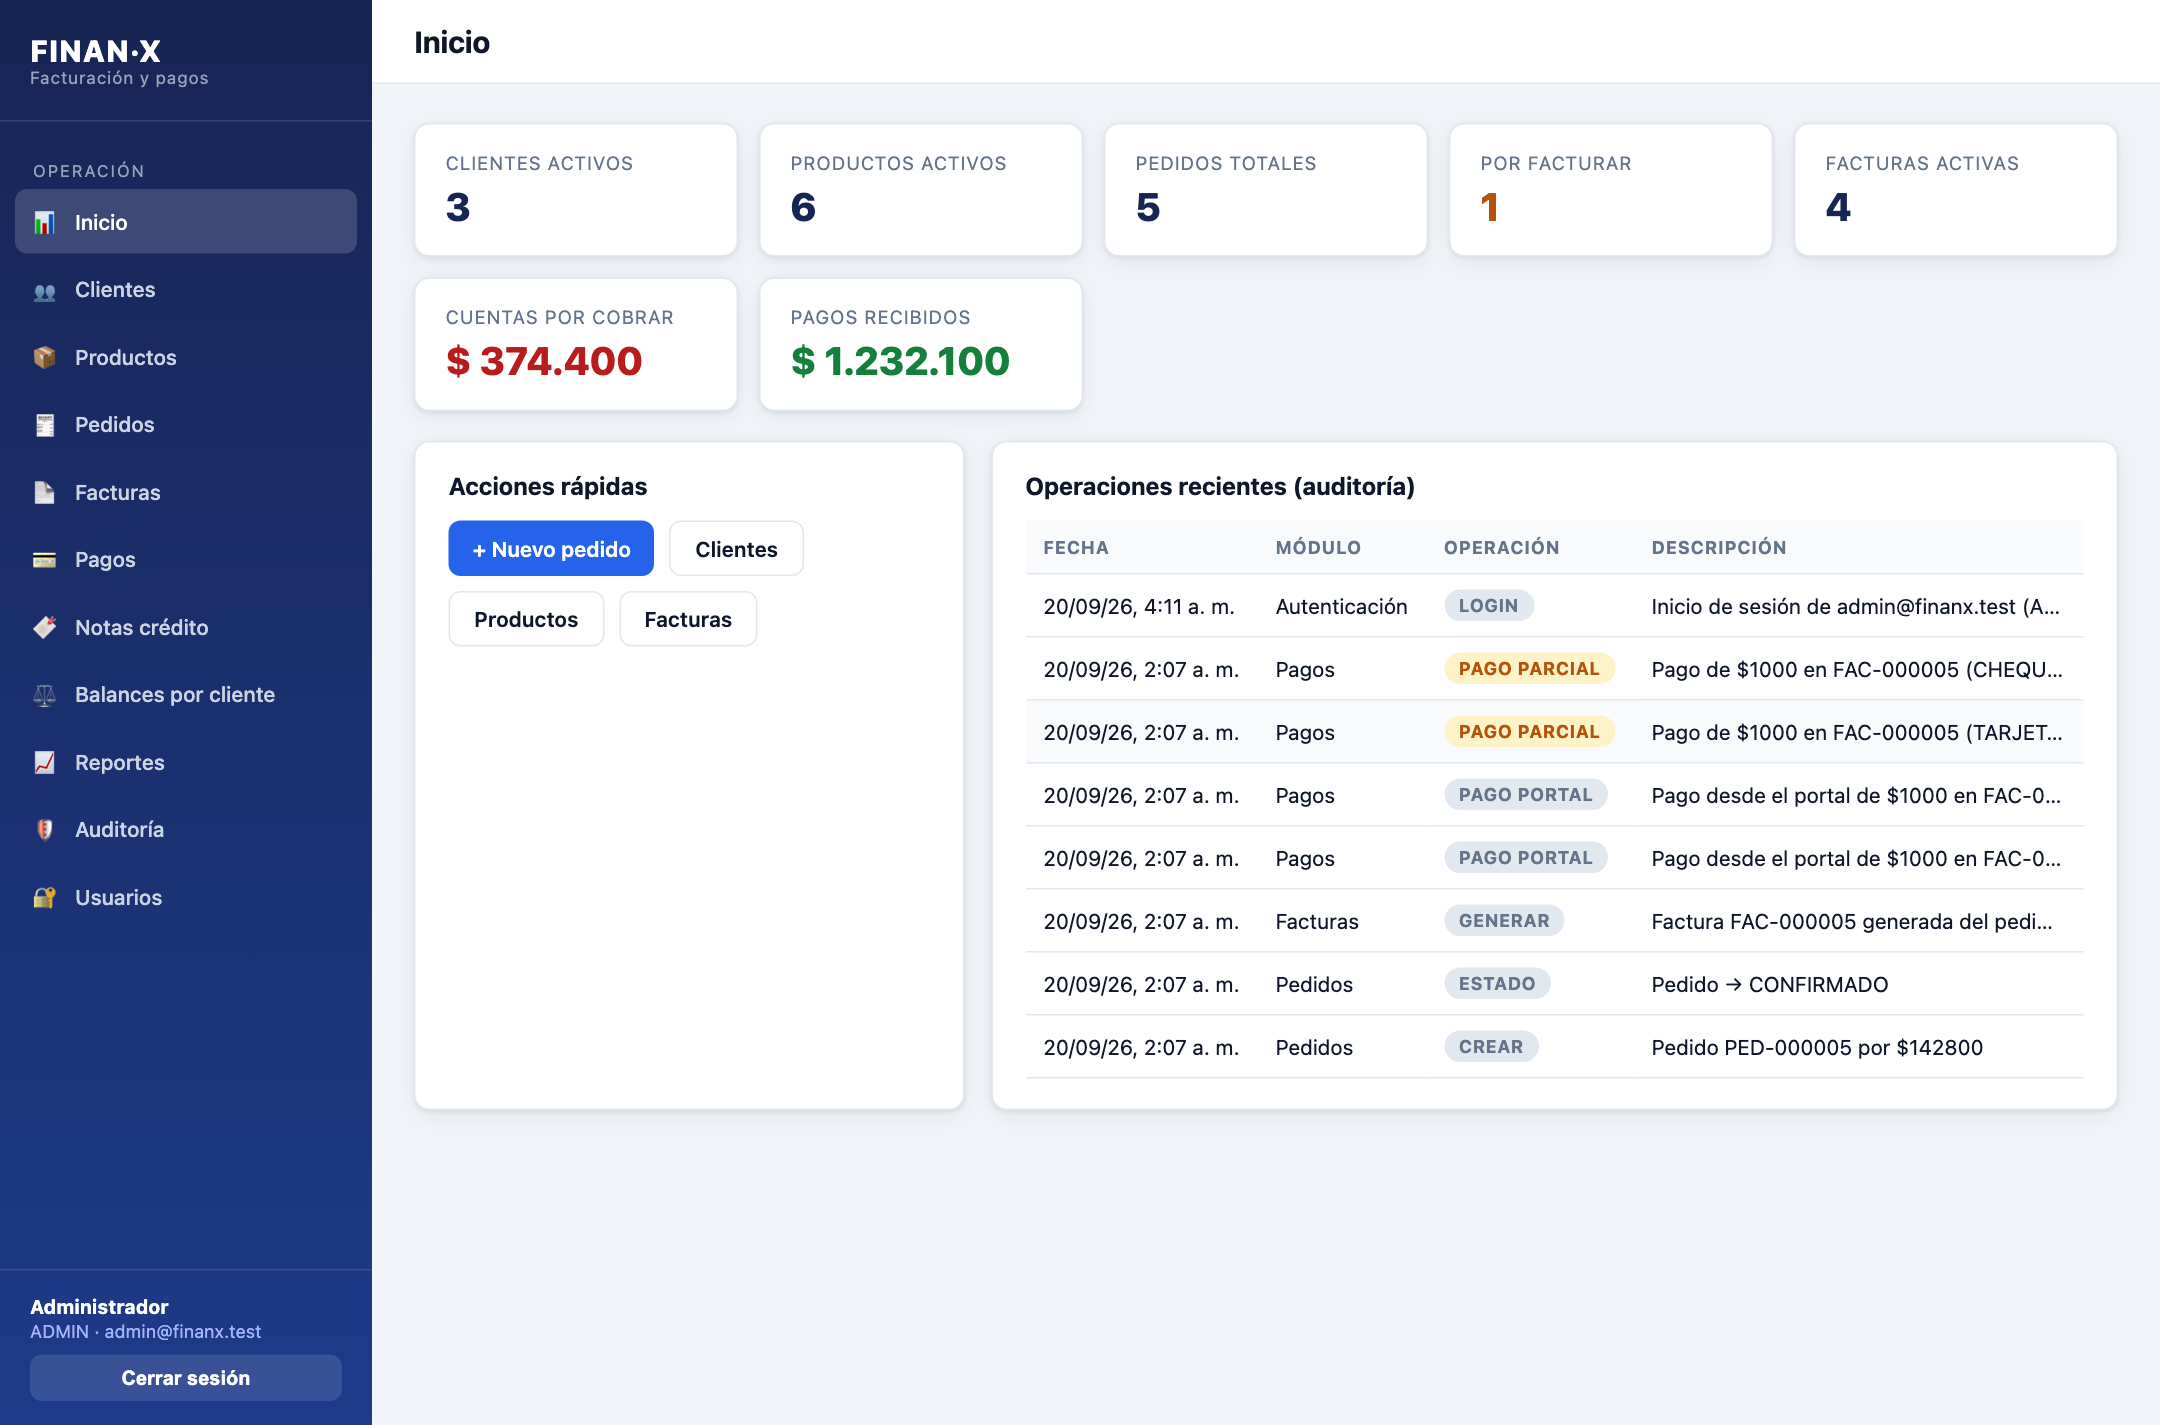 FINAN·X
Facturación y pagos
OPERACIÓN
Inicio
Clientes
Productos
Pedidos
Facturas
Pagos
Notas crédito
Balances por cliente
Reportes
Auditoría
Usuarios
Administrador
ADMIN · admin@finanx.test
Cerrar sesión
Inicio
CLIENTES ACTIVOS
3
PRODUCTOS ACTIVOS
6
PEDIDOS TOTALES
5
POR FACTURAR
1
FACTURAS ACTIVAS
4
CUENTAS POR COBRAR
$ 374.400
PAGOS RECIBIDOS
$ 1.232.100
Acciones rápidas
+ Nuevo pedido Clientes
Productos Facturas
Operaciones recientes (auditoría)
FECHA MÓDULO OPERACIÓN DESCRIPCIÓN
20/09/26, 4:11 a. m. Autenticación LOGIN Inicio de sesión de admin@finanx.test (A...
20/09/26, 2:07 a. m. Pagos PAGO PARCIAL Pago de $1000 en FAC-000005 (CHEQU...
20/09/26, 2:07 a. m. Pagos PAGO PARCIAL Pago de $1000 en FAC-000005 (TARJET...
20/09/26, 2:07 a. m. Pagos PAGO PORTAL Pago desde el portal de $1000 en FAC-0...
20/09/26, 2:07 a. m. Pagos PAGO PORTAL Pago desde el portal de $1000 en FAC-0...
20/09/26, 2:07 a. m. Facturas GENERAR Factura FAC-000005 generada del pedi...
20/09/26, 2:07 a. m. Pedidos ESTADO Pedido → CONFIRMADO
20/09/26, 2:07 a. m. Pedidos CREAR Pedido PED-000005 por $142800